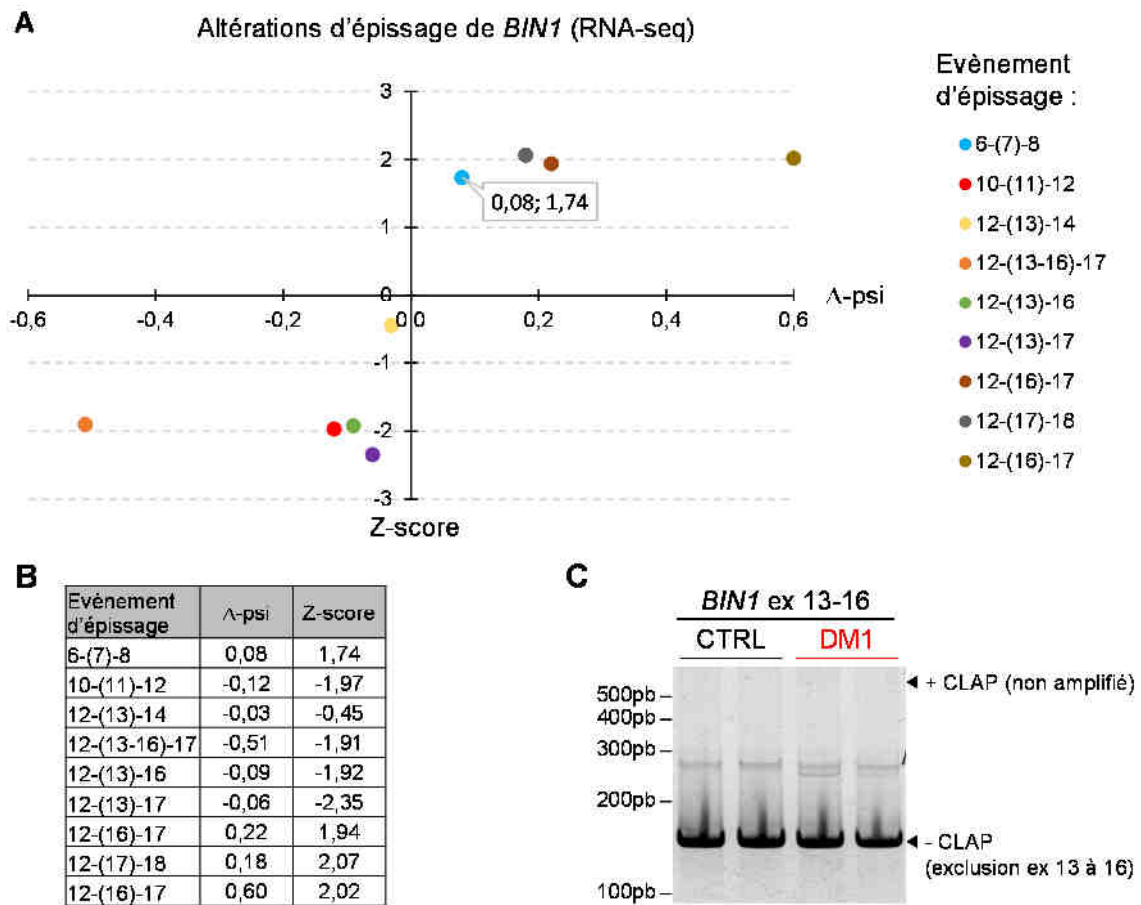 A
Altérations d'épissage de BIN1 (RNA-seq)
3
2
1
0
-1
-2
-3
-0,6
-0,4
-0,2
0,0
0,2
0,4
0,6
Λ-psi
Z-score
0,08; 1,74
Evènement
d'épissage :
6-(7)-8
10-(11)-12
12-(13)-14
12-(13-16)-17
12-(13)-16
12-(13)-17
12-(16)-17
12-(17)-18
12-(16)-17
B
Evénement
d'épissage Λ-psi Z-score
6-(7)-8 0,08 1,74
10-(11)-12 -0,12 -1,97
12-(13)-14 -0,03 -0,45
12-(13-16)-17 -0,51 -1,91
12-(13)-16 -0,09 -1,92
12-(13)-17 -0,06 -2,35
12-(16)-17 0,22 1,94
12-(17)-18 0,18 2,07
12-(16)-17 0,60 2,02
C
BIN1 ex 13-16
CTRL DM1
500pb
400pb
300pb
200pb
100pb
+ CLAP (non amplifié)
- CLAP
(exclusion ex 13 à 16)